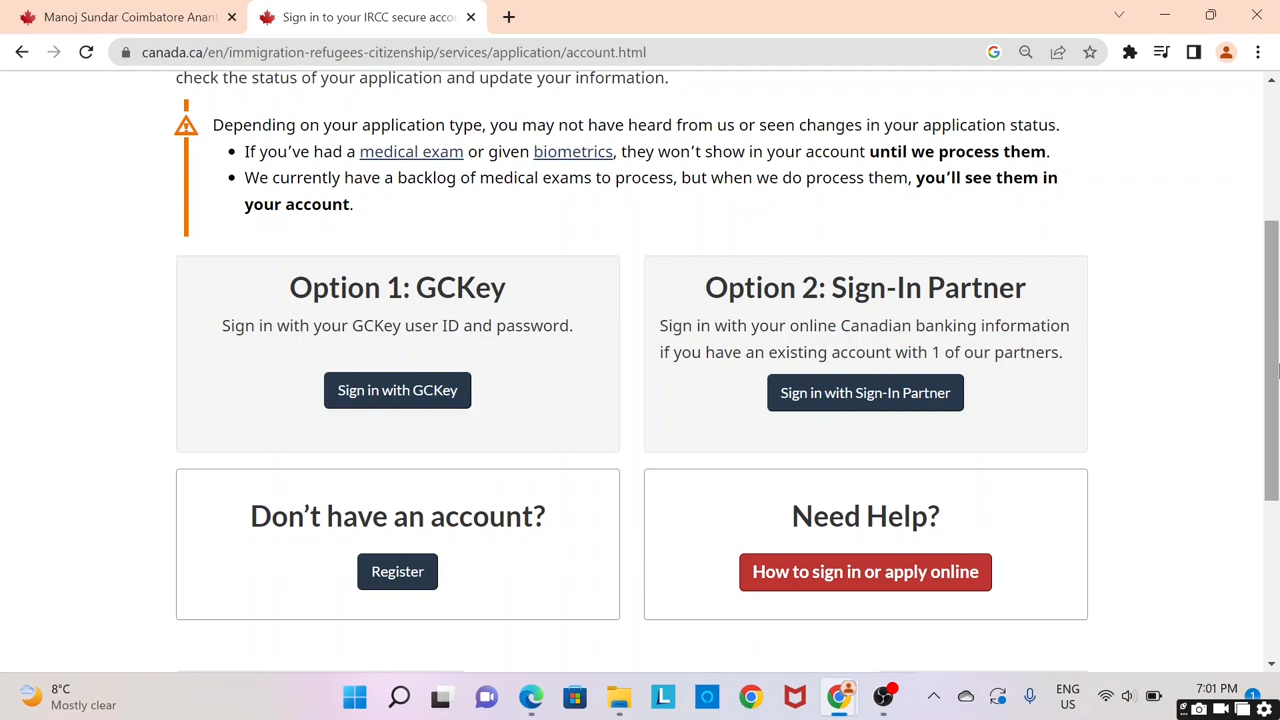 Manoj Sundar Coimbatore Anant
Sign in to your IRCC secure acco
canada.ca/en/immigration-refugees-citizenship/services/application/account.html
check the status of your application and update your information.
Depending on your application type, you may not have heard from us or seen changes in your application status.
If you’ve had a medical exam or given biometrics, they won’t show in your account until we process them.
We currently have a backlog of medical exams to process, but when we do process them, you’ll see them in
your account.
Option 1: GCKey
Sign in with your GCKey user ID and password.
Sign in with GCKey
Option 2: Sign-In Partner
Sign in with your online Canadian banking information
if you have an existing account with 1 of our partners.
Sign in with Sign-In Partner
Don’t have an account?
Register
Need Help?
How to sign in or apply online
8°C
Mostly clear
ENG
US
7:01 PM
1